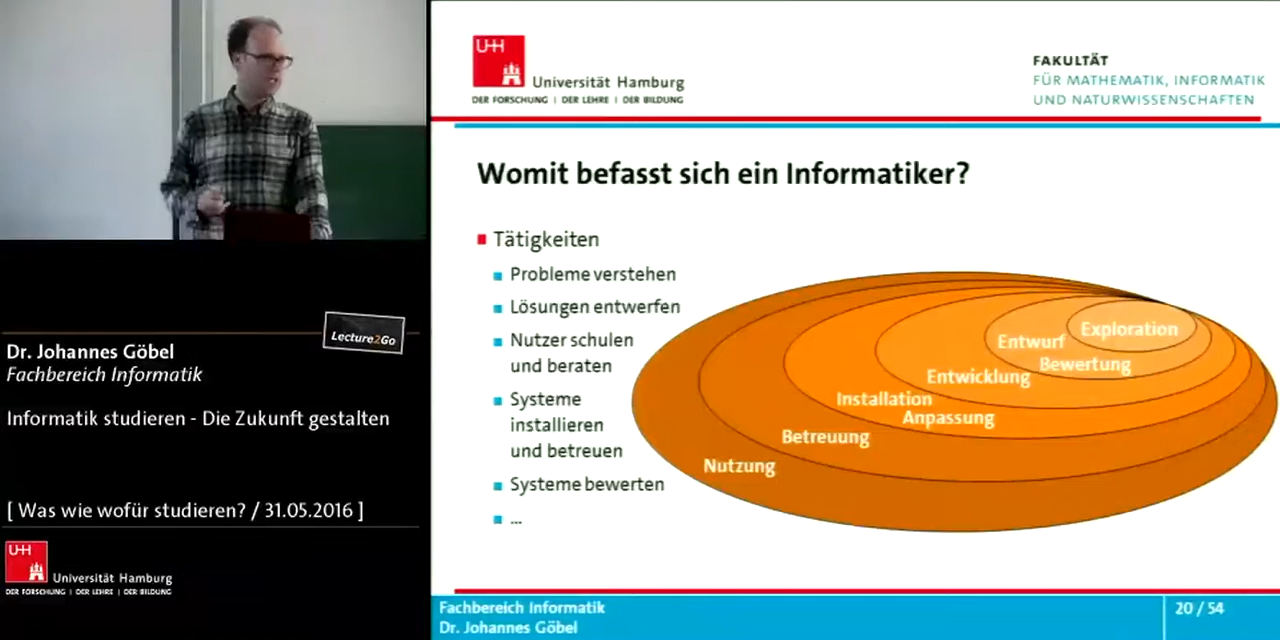 Lecture2Go
Dr. Johannes Göbel
Fachbereich Informatik
Informatik studieren - Die Zukunft gestalten
[ Was wie wofür studieren? / 31.05.2016 ]
UH
Universität Hamburg
DER FORSCHUNG | DER LEHRE | DER BILDUNG
UH
Universität Hamburg
DER FORSCHUNG | DER LEHRE | DER BILDUNG
FAKULTÄT
FÜR MATHEMATIK, INFORMATIK
UND NATURWISSENSCHAFTEN
Womit befasst sich ein Informatiker?
Tätigkeiten
Probleme verstehen
Lösungen entwerfen
Nutzer schulen
und beraten
Systeme
installieren
und betreuen
Systeme bewerten
...
Exploration
Entwurf
Bewertung
Entwicklung
Installation
Anpassung
Betreuung
Nutzung
Fachbereich Informatik
Dr. Johannes Göbel
20 / 54